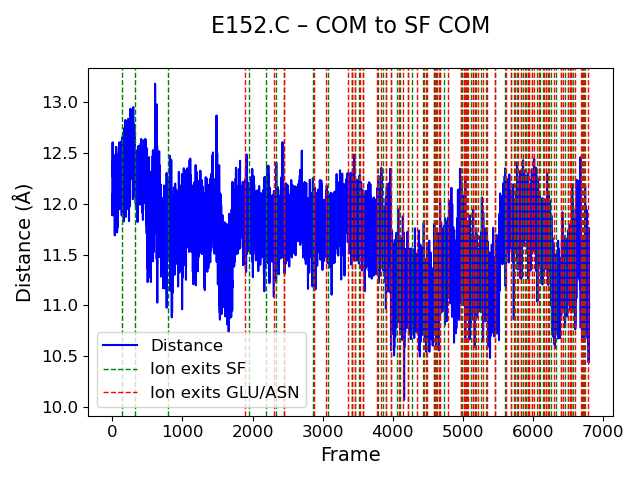 E152.C – COM to SF COM
Distance (Å)
13.0
12.5
12.0
11.5
11.0
10.5
10.0
Distance
Ion exits SF
Ion exits GLU/ASN
0 1000 2000 3000 4000 5000 6000 7000
Frame